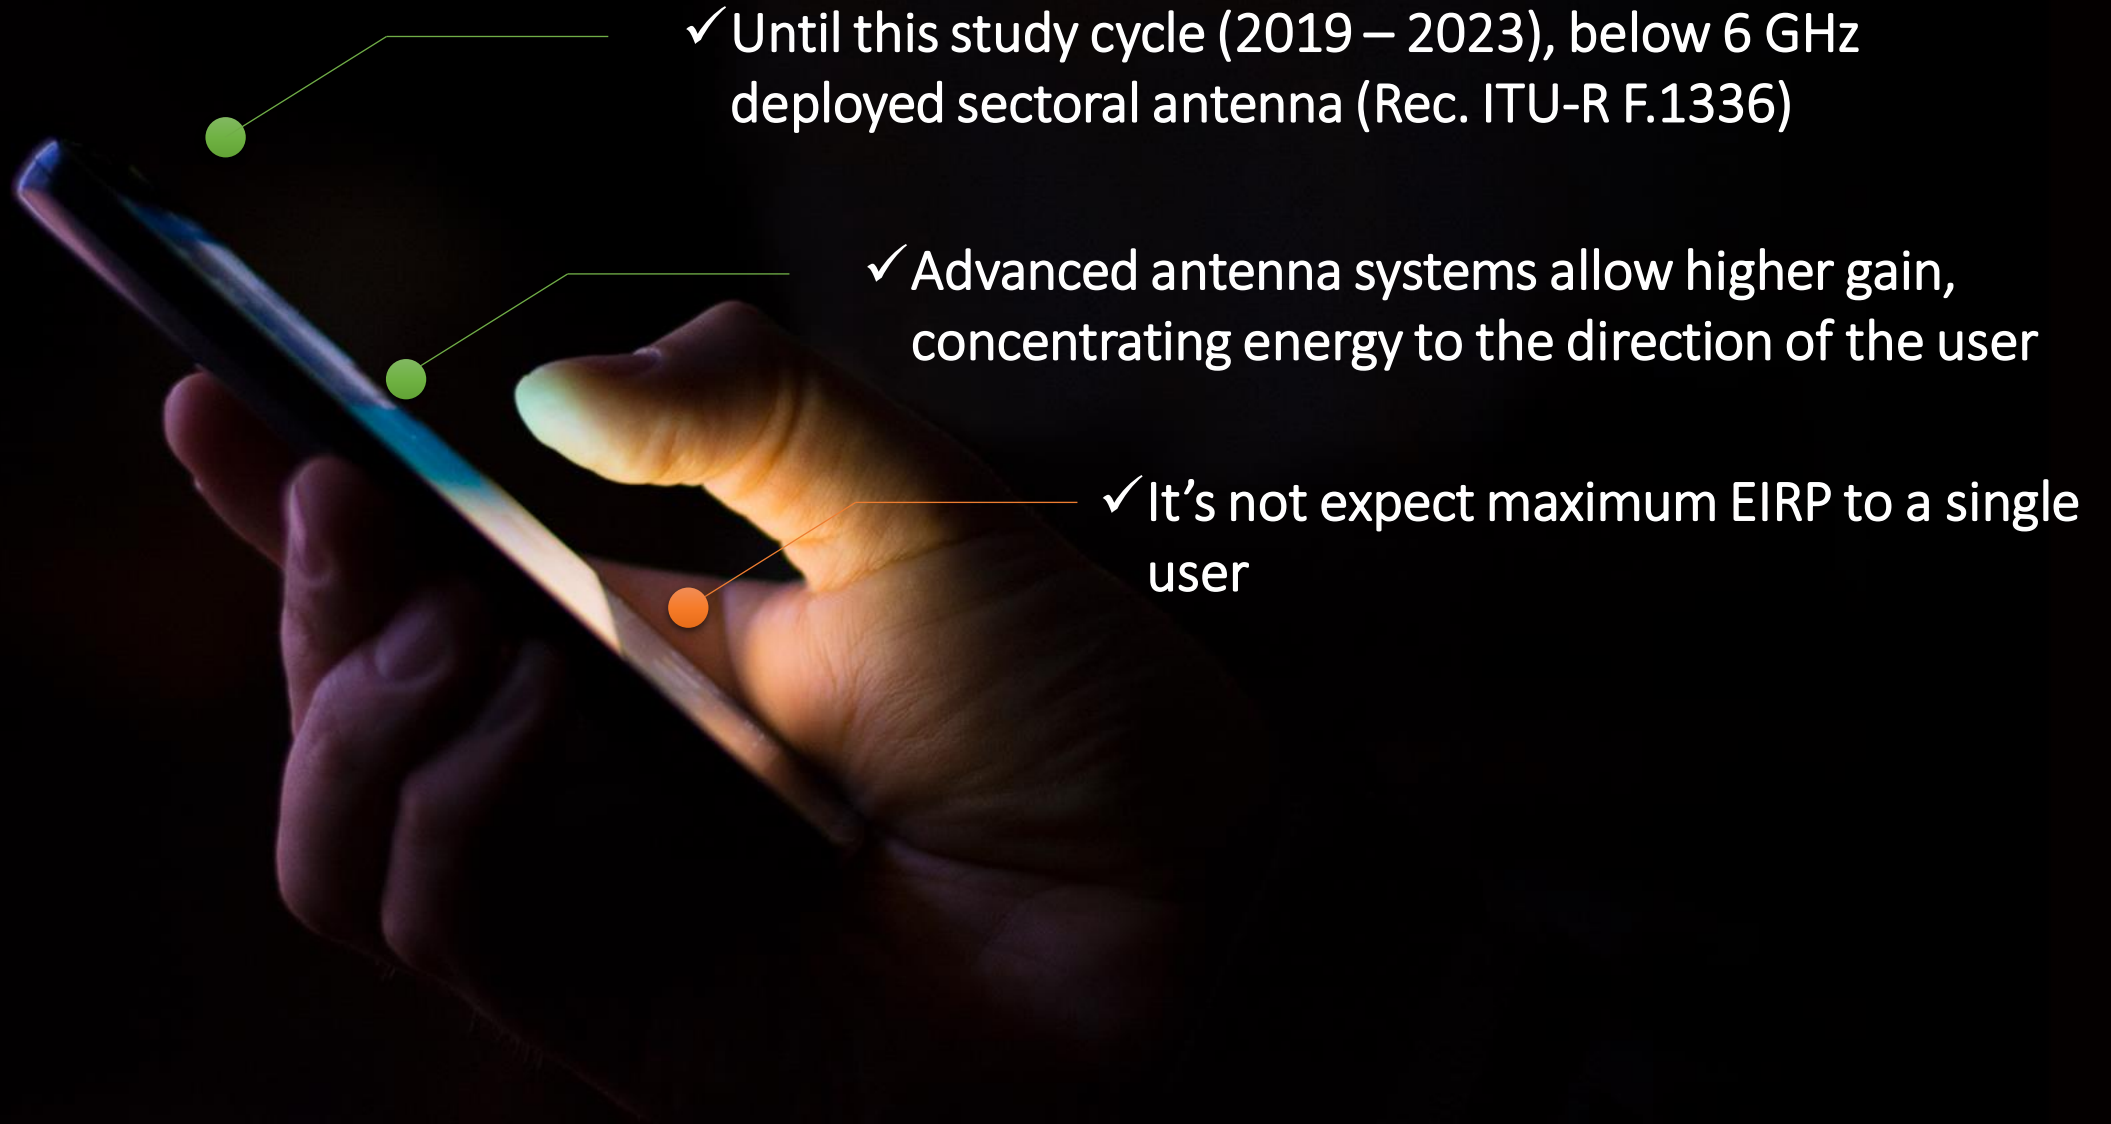 ✓Until this study cycle (2019 – 2023), below 6 GHz
deployed sectoral antenna (Rec. ITU-R F.1336)
✓Advanced antenna systems allow higher gain,
concentrating energy to the direction of the user
✓It’s not expect maximum EIRP to a single
user